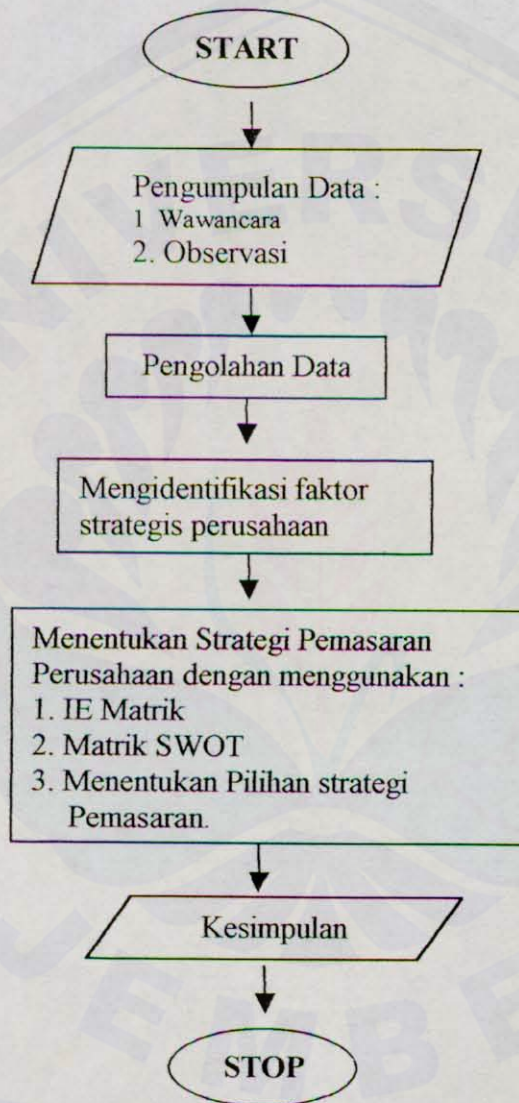 START
Pengumpulan Data :
1 Wawancara
2. Observasi
Pengolahan Data
Mengidentifikasi faktor
strategis perusahaan
Menentukan Strategi Pemasaran
Perusahaan dengan menggunakan :
1. IE Matrik
2. Matrik SWOT
3. Menentukan Pilihan strategi
Pemasaran.
Kesimpulan
STOP